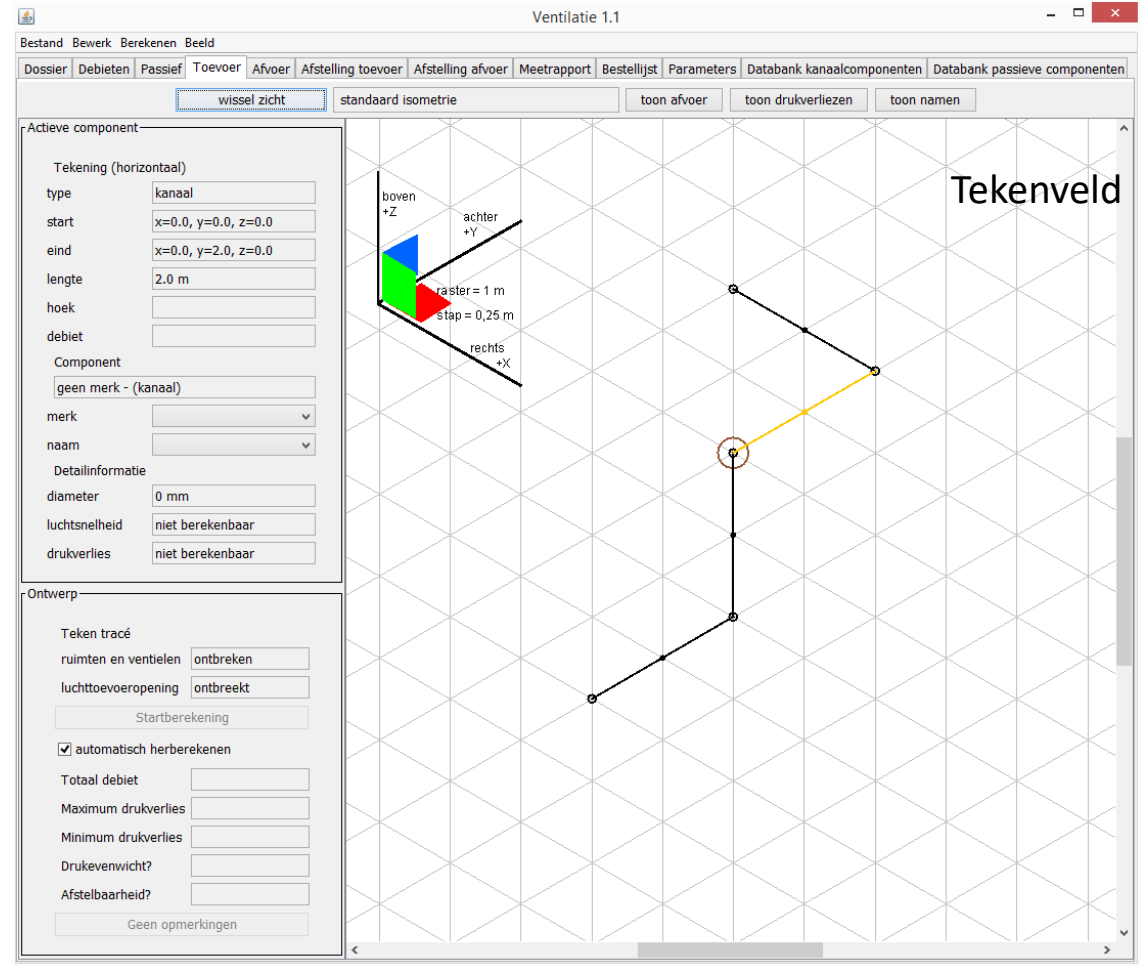 Ventilatie 1.1
Bestand Bewerk Berekenen Beeld
Dossier Debieten Passief Toevoer Afvoer Afstelling toevoer Afstelling afvoer Meetrapport Bestellijst Parameters Databank kanaalcomponenten Databank passieve componenten
wissel zicht standaard isometrie toon afvoer toon drukverliezen toon namen
Actieve component
Tekening (horizontaal)
type kanaal
start x=0.0, y=0.0, z=0.0
eind x=0.0, y=2.0, z=0.0
lengte 2.0 m
hoek
debiet
Component
geen merk - (kanaal)
merk
naam
Detailinformatie
diameter 0 mm
luchtsnelheid niet berekenbaar
drukverlies niet berekenbaar
Ontwerp
Teken tracé
ruimten en ventielen ontbreken
luchttoevoeropening ontbreekt
Startberekening
automatisch herberekenen
Totaal debiet
Maximum drukverlies
Minimum drukverlies
Drukevenwicht?
Afstelbaarheid?
Geen opmerkingen
boven
+Z
achter
+Y
raster = 1 m
stap = 0,25 m
rechts
+X
Tekenveld